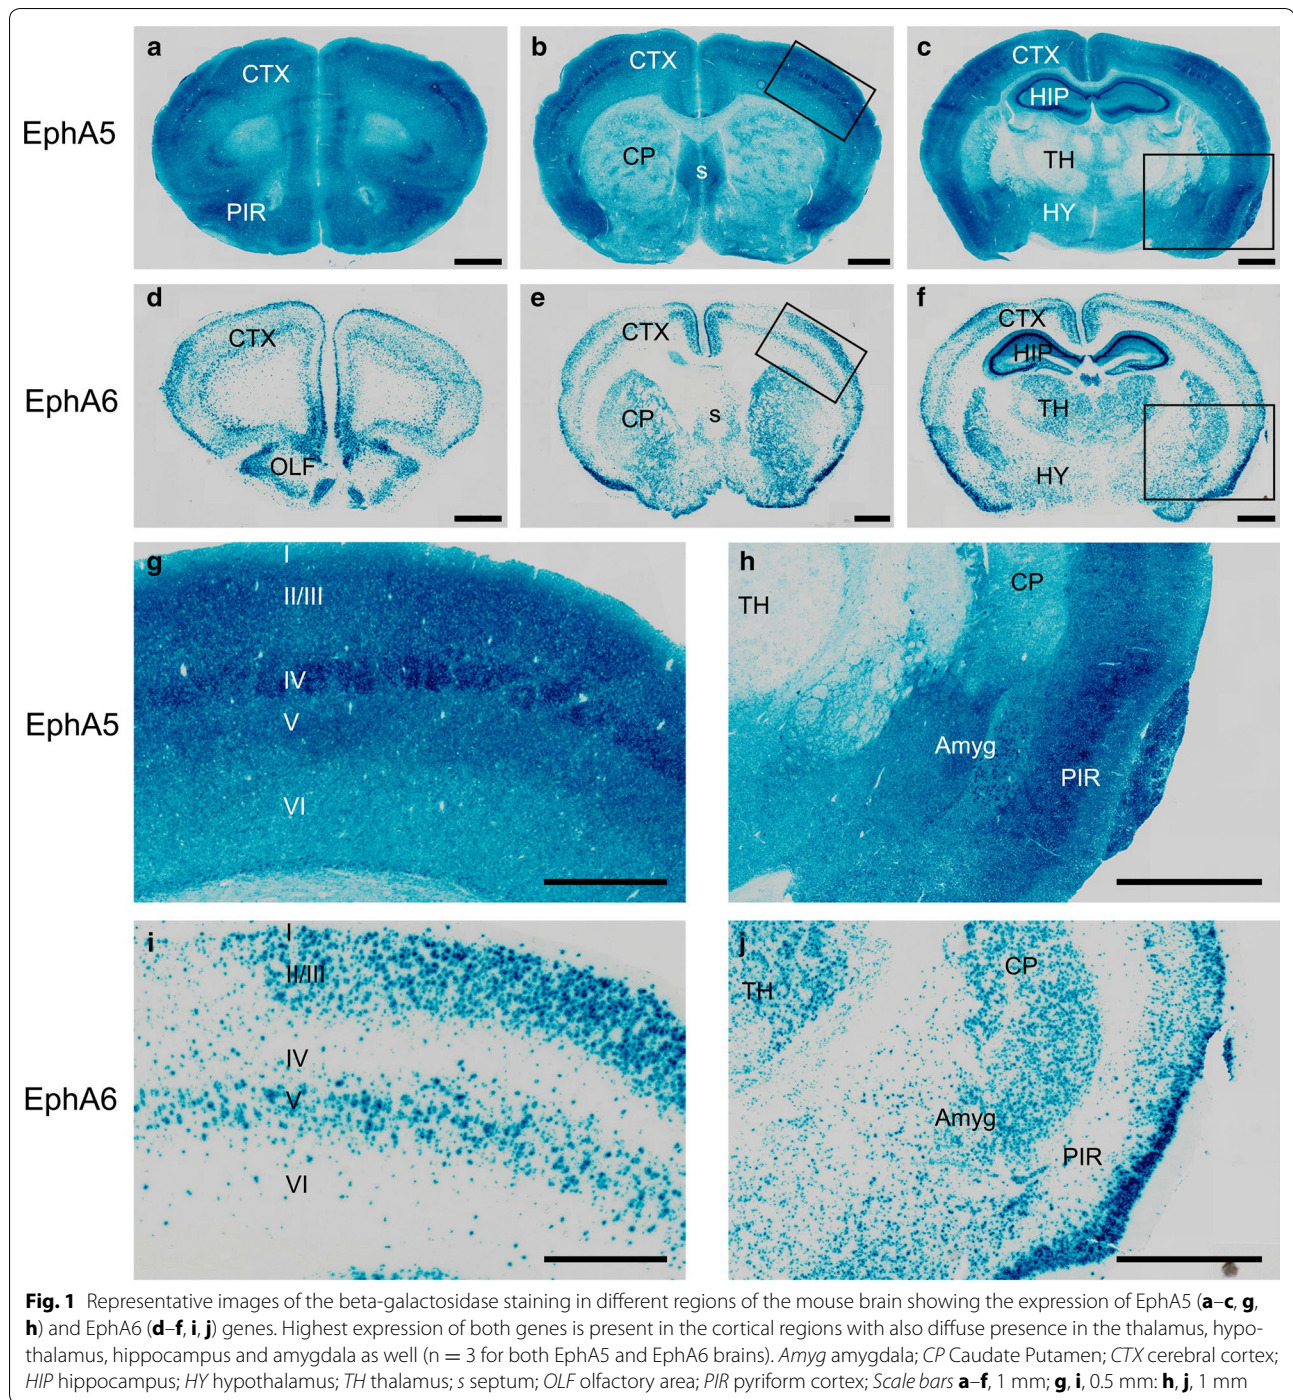 EphA5
a
CTX
PIR
b
CTX
CP
s
c
CTX
HIP
TH
HY
EphA6
d
CTX
OLF
e
CTX
CP
s
f
CTX
HIP
TH
HY
EphA5
g
I
II/III
IV
V
VI
h
CP
TH
Amyg
PIR
EphA6
i
I
II/III
IV
V
VI
j
CP
TH
Amyg
PIR
Fig. 1 Representative images of the beta-galactosidase staining in different regions of the mouse brain showing the expression of EphA5 (a–c, g,
h) and EphA6 (d–f, i, j) genes. Highest expression of both genes is present in the cortical regions with also diffuse presence in the thalamus, hypo-
thalamus, hippocampus and amygdala as well (n = 3 for both EphA5 and EphA6 brains). Amyg amygdala; CP Caudate Putamen; CTX cerebral cortex;
HIP hippocampus; HY hypothalamus; TH thalamus; s septum; OLF olfactory area; PIR pyriform cortex; Scale bars a–f, 1 mm; g, i, 0.5 mm: h, j, 1 mm